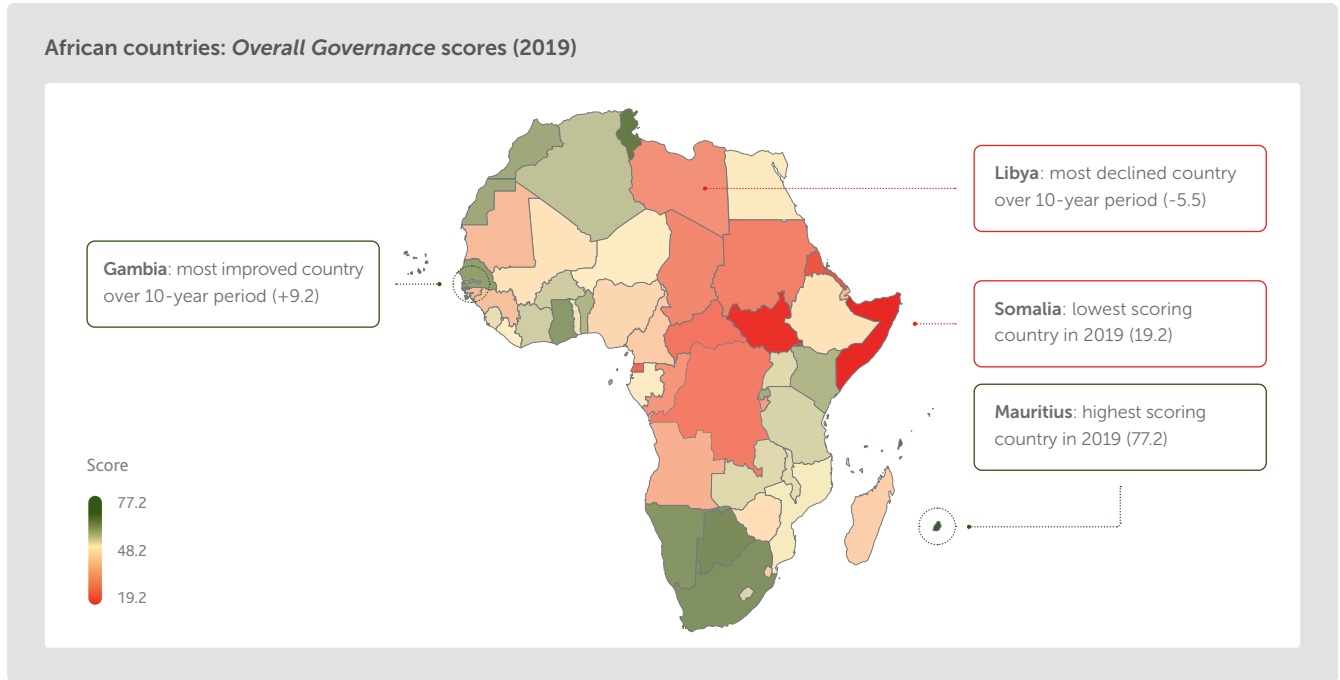 African countries: Overall Governance scores (2019)
Libya: most declined country
over 10-year period (-5.5)
Gambia: most improved country
over 10-year period (+9.2)
Somalia: lowest scoring
country in 2019 (19.2)
Mauritius: highest scoring
country in 2019 (77.2)
Score
77.2
48.2
19.2